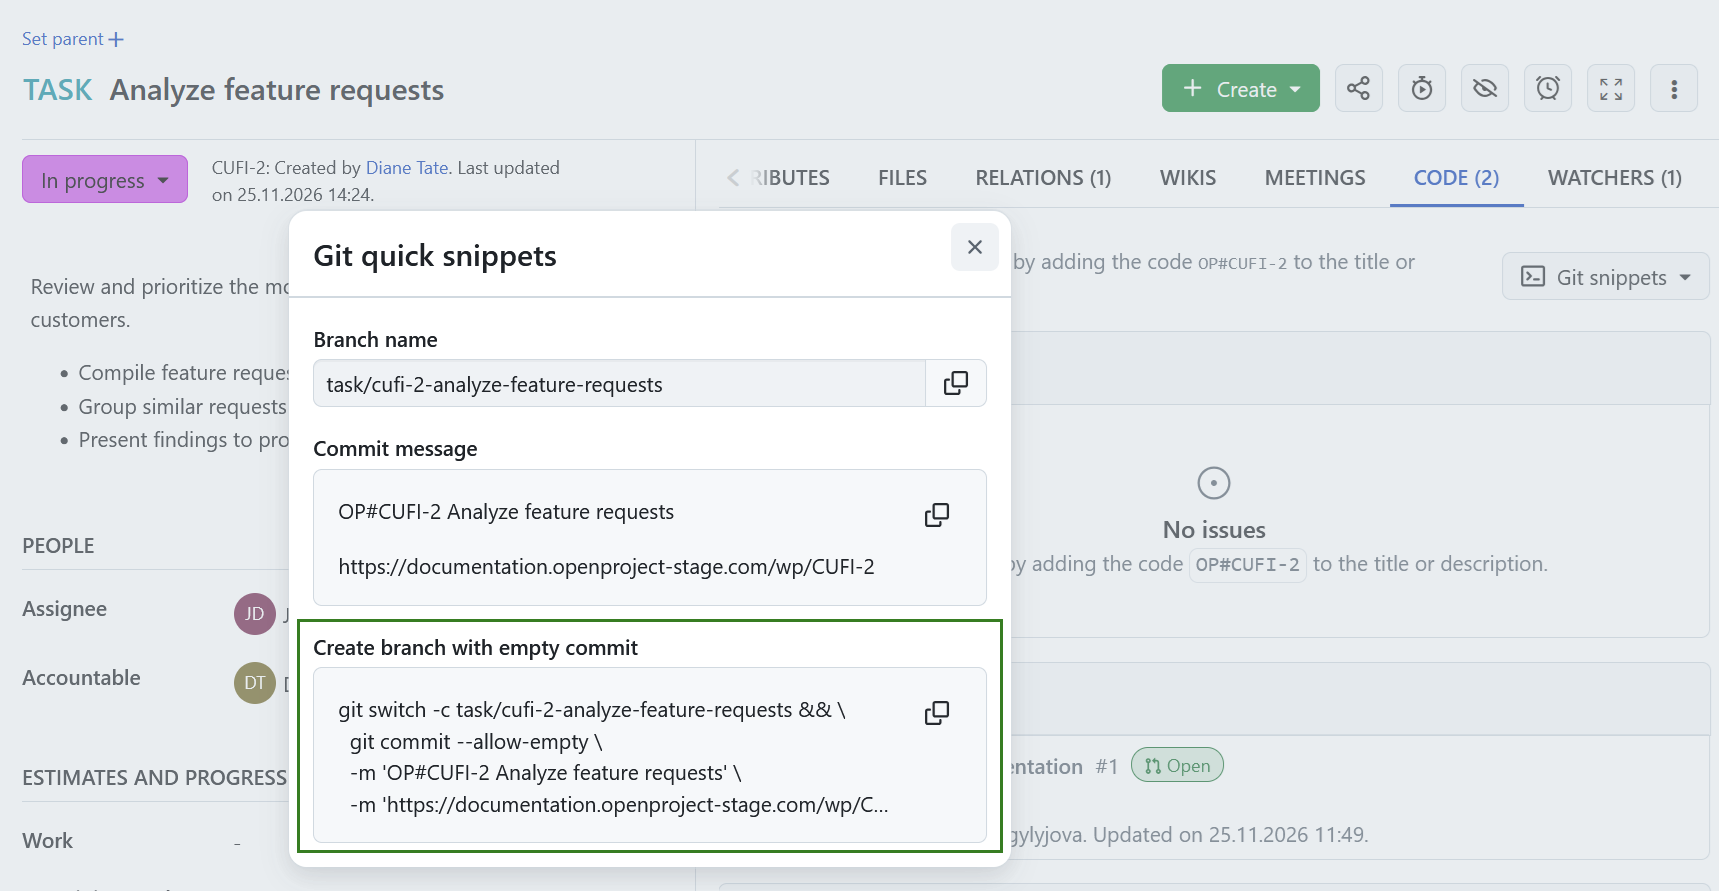 Set parent +
TASK Analyze feature requests
+ Create
In progress
CUFI-2: Created by Diane Tate. Last updated
on 25.11.2026 14:24.
RIBUTES FILES RELATIONS (1) WIKIS MEETINGS CODE (2) WATCHERS (1)
Review and prioritize the
customers.
• Compile feature
• Group similar requests
• Present findings to
PEOPLE
Assignee JD
Accountable DT
ESTIMATES AND PROGRESS
Work -
Git quick snippets
Branch name
task/cufi-2-analyze-feature-requests
Commit message
OP#CUFI-2 Analyze feature requests
https://documentation.openproject-stage.com/wp/CUFI-2
Create branch with empty commit
git switch -c task/cufi-2-analyze-feature-requests && \
git commit --allow-empty \
-m 'OP#CUFI-2 Analyze feature requests' \
-m 'https://documentation.openproject-stage.com/wp/C...
by adding the code OP#CUFI-2 to the title or
Git snippets
No issues
by adding the code OP#CUFI-2 to the title or description.
entation #1 Open
gylyjova. Updated on 25.11.2026 11:49.